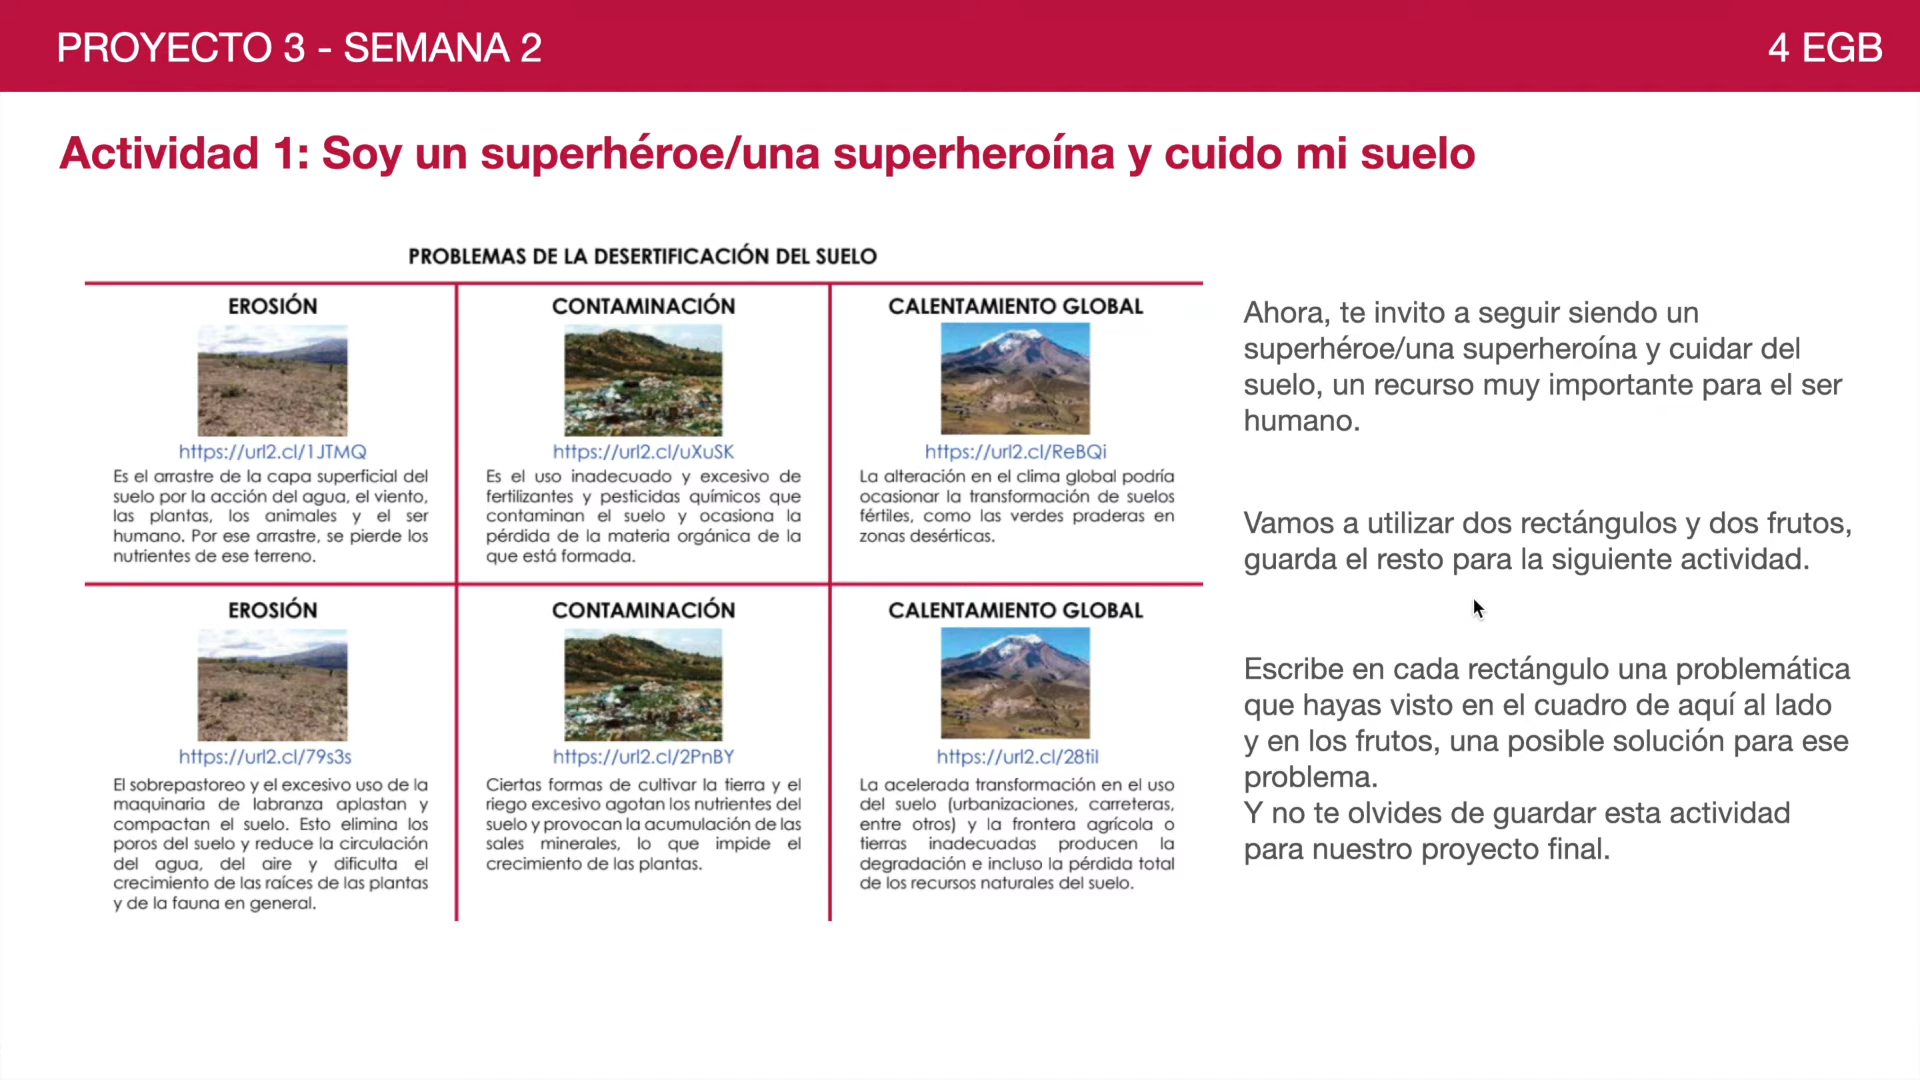 PROYECTO 3 - SEMANA 2
4 EGB
Actividad 1: Soy un superhéroe/una superheroína y cuido mi suelo
PROBLEMAS DE LA DESERTIFICACIÓN DEL SUELO
EROSIÓN
https://url2.cl/1JTMQ
Es el arrastre de la capa superficial del
suelo por la acción del agua, el viento,
las plantas, los animales y el ser
humano. Por ese arrastre, se pierde los
nutrientes de ese terreno.
CONTAMINACIÓN
https://url2.cl/uXuSK
Es el uso inadecuado y excesivo de
fertilizantes y pesticidas químicos que
contaminan el suelo y ocasiona la
pérdida de la materia orgánica de la
que está formada.
CALENTAMIENTO GLOBAL
https://url2.cl/ReBQi
La alteración en el clima global podría
ocasionar la transformación de suelos
fértiles, como las verdes praderas en
zonas desérticas.
EROSIÓN
https://url2.cl/79s3s
El sobrepastoreo y el excesivo uso de la
maquinaria de labranza aplastan y
compactan el suelo. Esto elimina los
poros del suelo y reduce la circulación
del agua, del aire y dificulta el
crecimiento de las raíces de las plantas
y de la fauna en general.
CONTAMINACIÓN
https://url2.cl/2PnBY
Ciertas formas de cultivar la tierra y el
riego excesivo agotan los nutrientes del
suelo y provocan la acumulación de las
sales minerales, lo que impide el
crecimiento de las plantas.
CALENTAMIENTO GLOBAL
https://url2.cl/28tiI
La acelerada transformación en el uso
del suelo (urbanizaciones, carreteras,
entre otros) y la frontera agrícola o
tierras inadecuadas producen la
degradación e incluso la pérdida total
de los recursos naturales del suelo.
Ahora, te invito a seguir siendo un
superhéroe/una superheroína y cuidar del
suelo, un recurso muy importante para el ser
humano.
Vamos a utilizar dos rectángulos y dos frutos,
guarda el resto para la siguiente actividad.
Escribe en cada rectángulo una problemática
que hayas visto en el cuadro de aquí al lado
y en los frutos, una posible solución para ese
problema.
Y no te olvides de guardar esta actividad
para nuestro proyecto final.